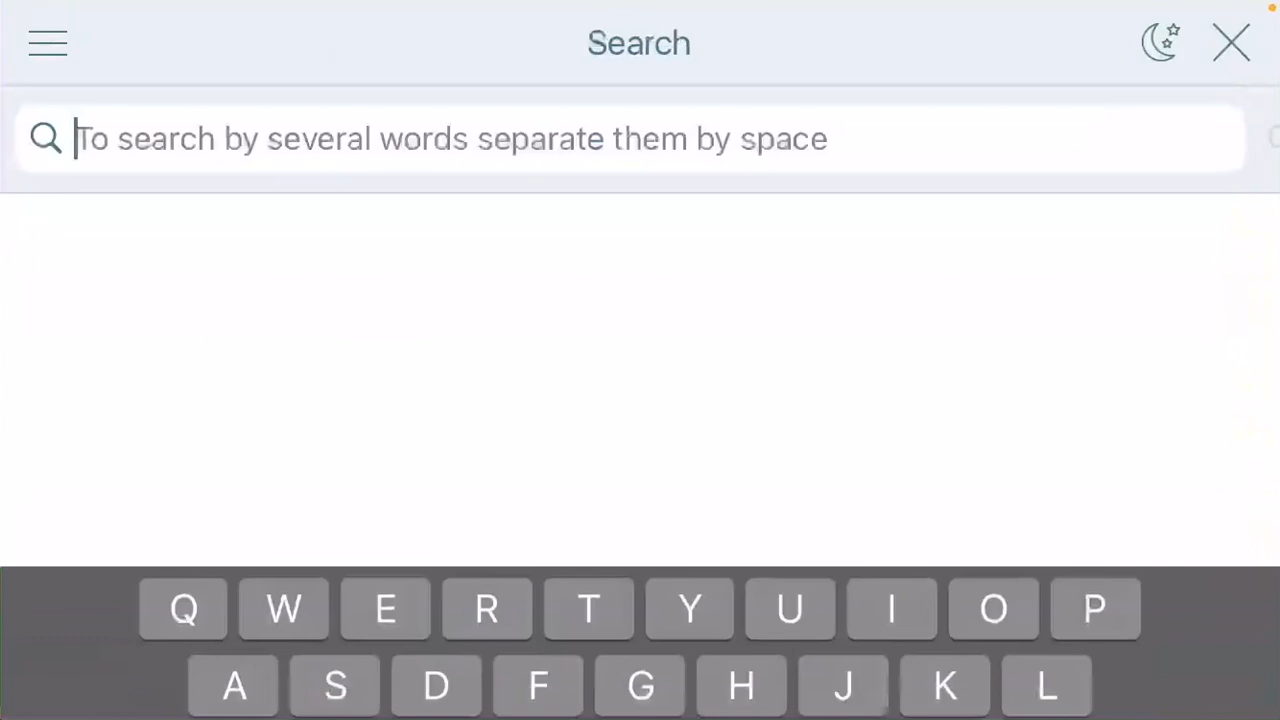 Search
To search by several words separate them by space
Q W E R T Y U I O P
A S D F G H J K L